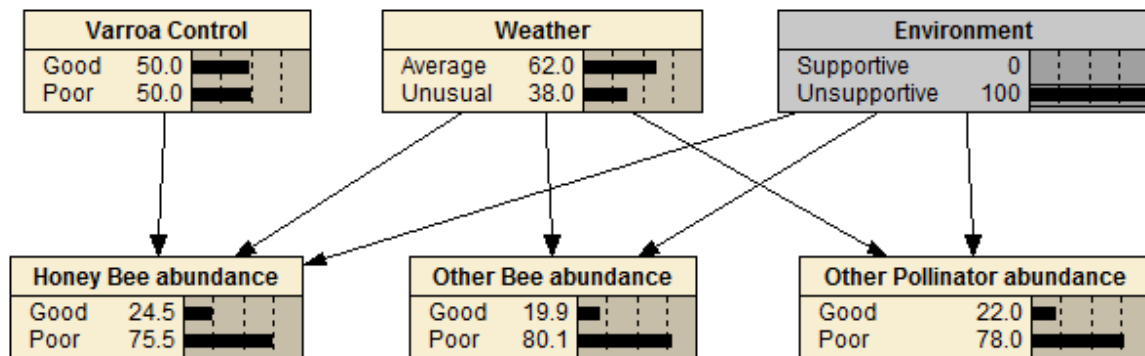 Varroa Control
Good 50.0
Poor 50.0
Weather
Average 62.0
Unusual 38.0
Environment
Supportive 0
Unsupportive 100
Honey Bee abundance
Good 24.5
Poor 75.5
Other Bee abundance
Good 19.9
Poor 80.1
Other Pollinator abundance
Good 22.0
Poor 78.0